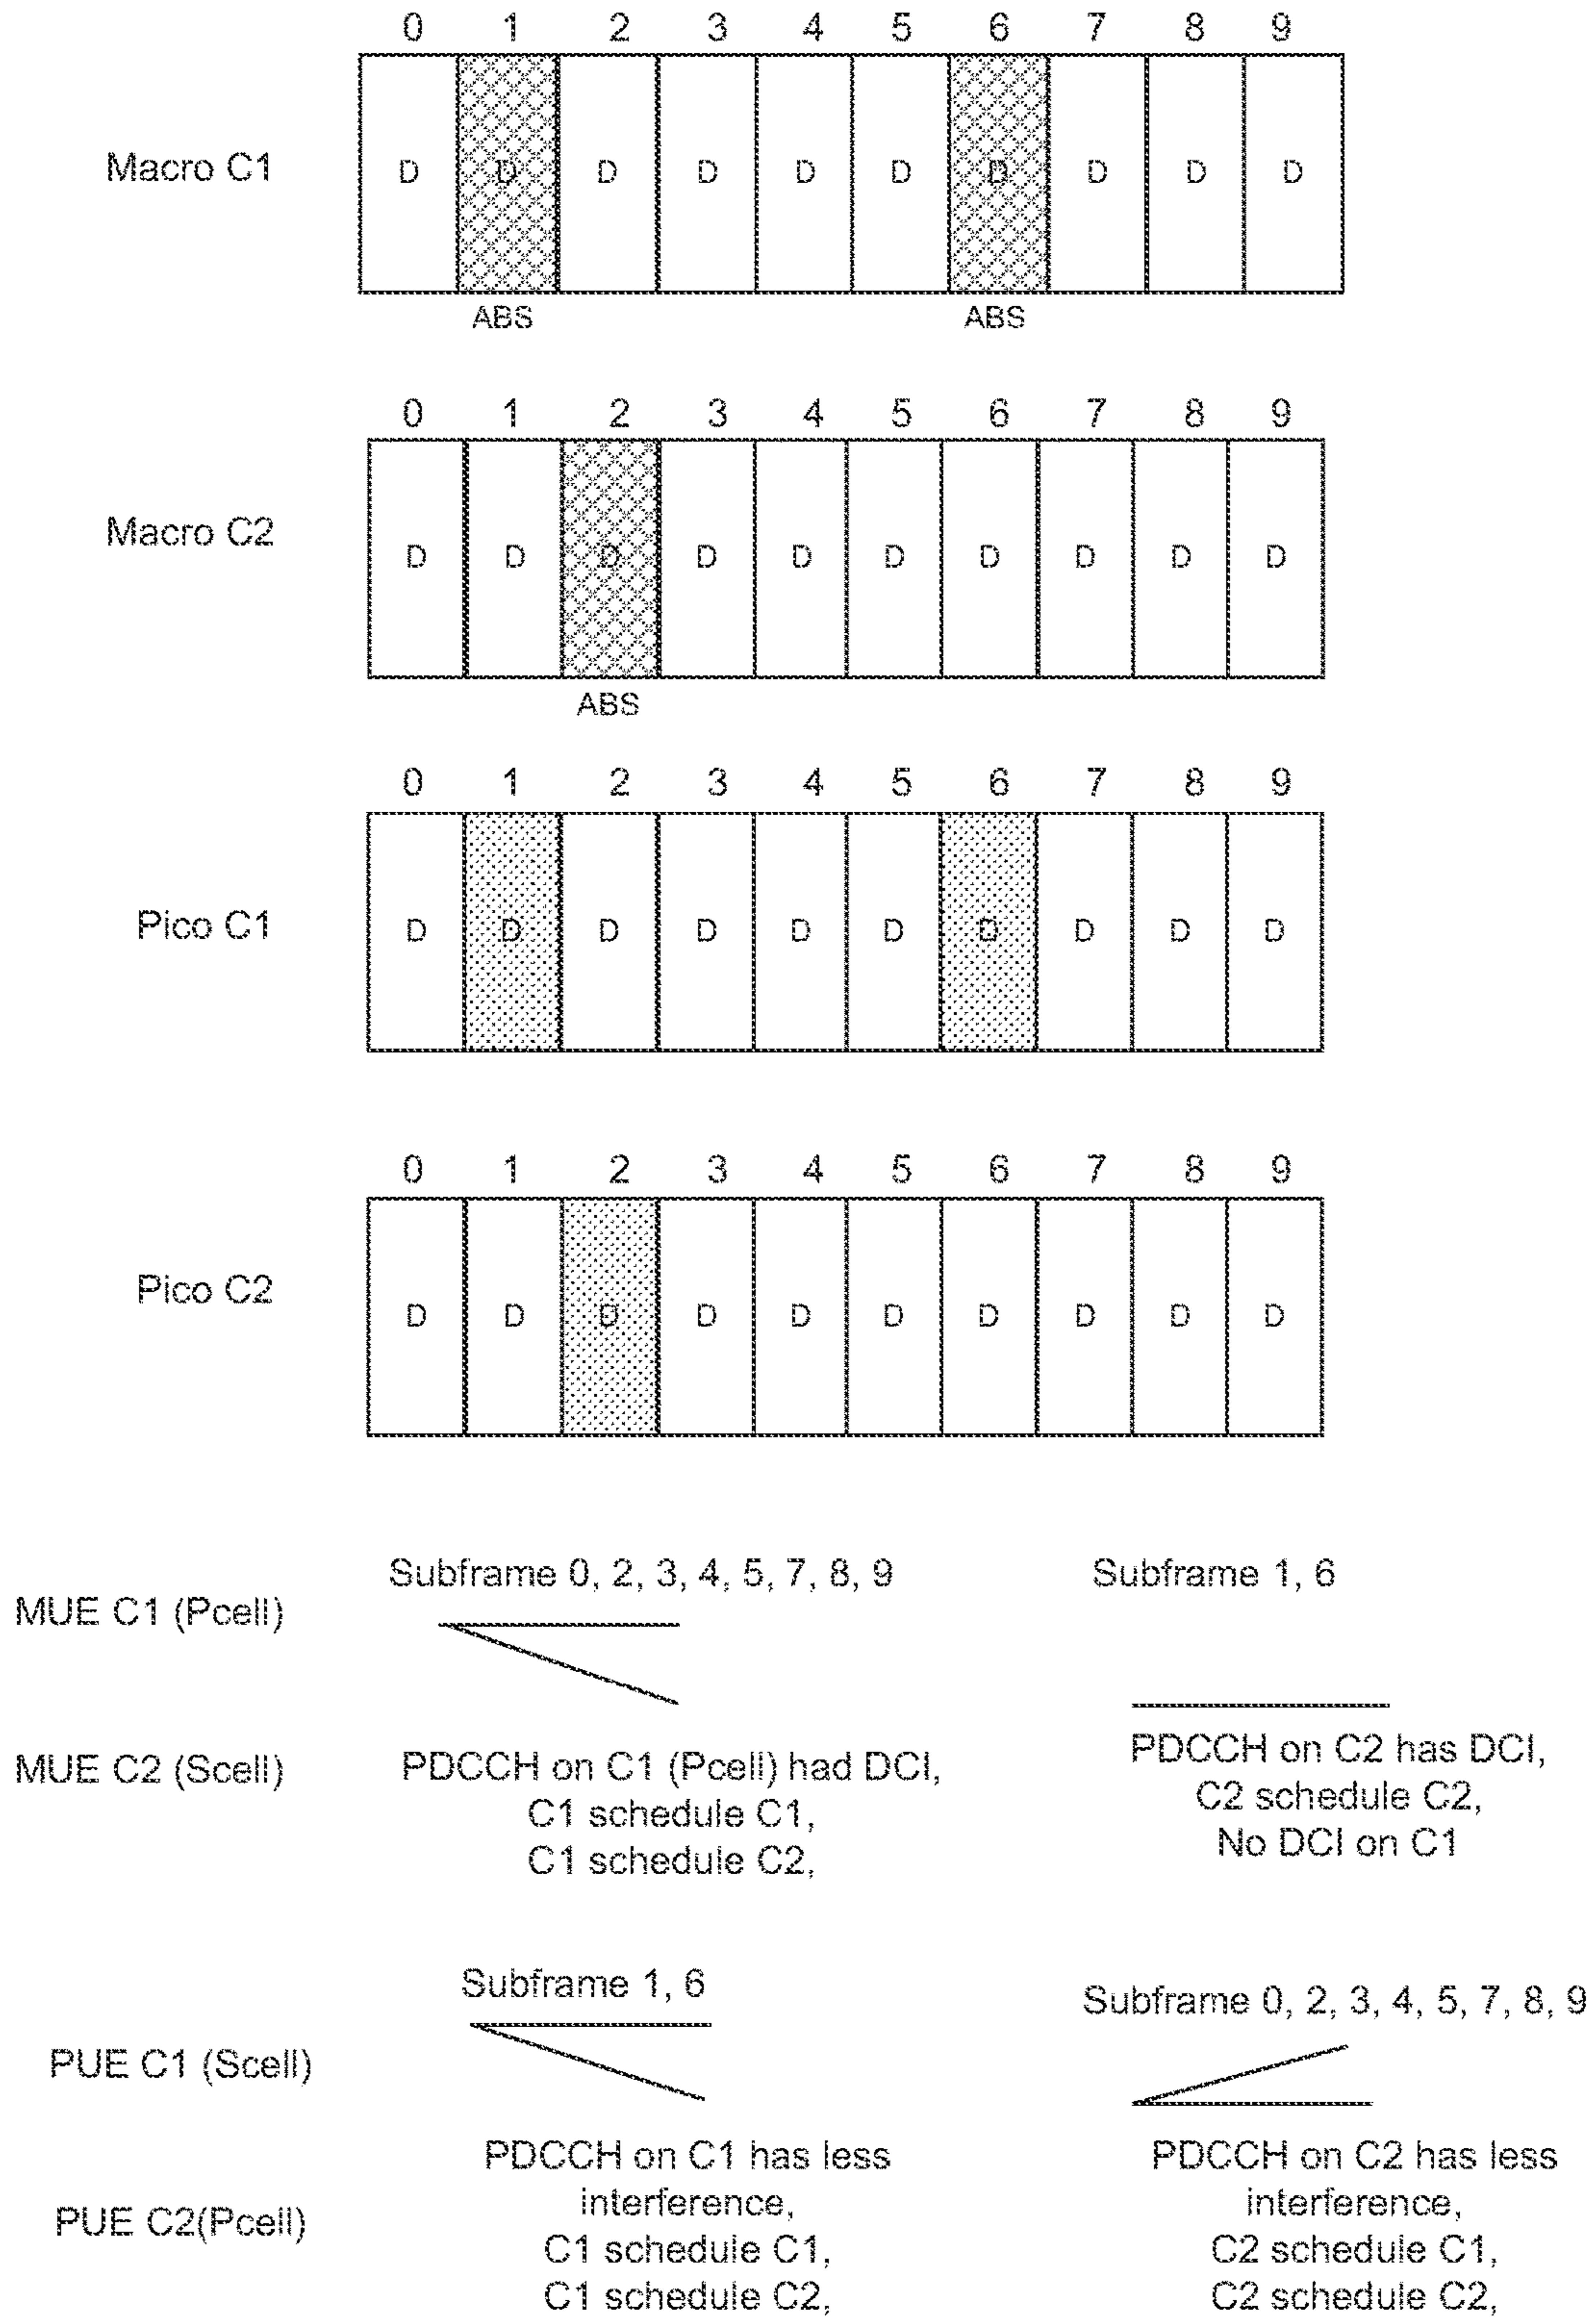 0 1 2 3 4 5 6 7 8 9
Macro C1
D D D D D D D D D D
ABS ABS
0 1 2 3 4 5 6 7 8 9
Macro C2
D D D D D D D D D D
ABS
0 1 2 3 4 5 6 7 8 9
Pico C1
D D D D D D D D D D
0 1 2 3 4 5 6 7 8 9
Pico C2
D D D D D D D D D D
Subframe 0, 2, 3, 4, 5, 7, 8, 9
Subframe 1, 6
MUE C1 (Pcell)
MUE C2 (Scell)
PDCCH on C1 (Pcell) had DCI,
C1 schedule C1,
C1 schedule C2,
PDCCH on C2 has DCI,
C2 schedule C2,
No DCI on C1
Subframe 1, 6
Subframe 0, 2, 3, 4, 5, 7, 8, 9
PUE C1 (Scell)
PUE C2(Pcell)
PDCCH on C1 has less
interference,
C1 schedule C1,
C1 schedule C2,
PDCCH on C2 has less
interference,
C2 schedule C1,
C2 schedule C2,